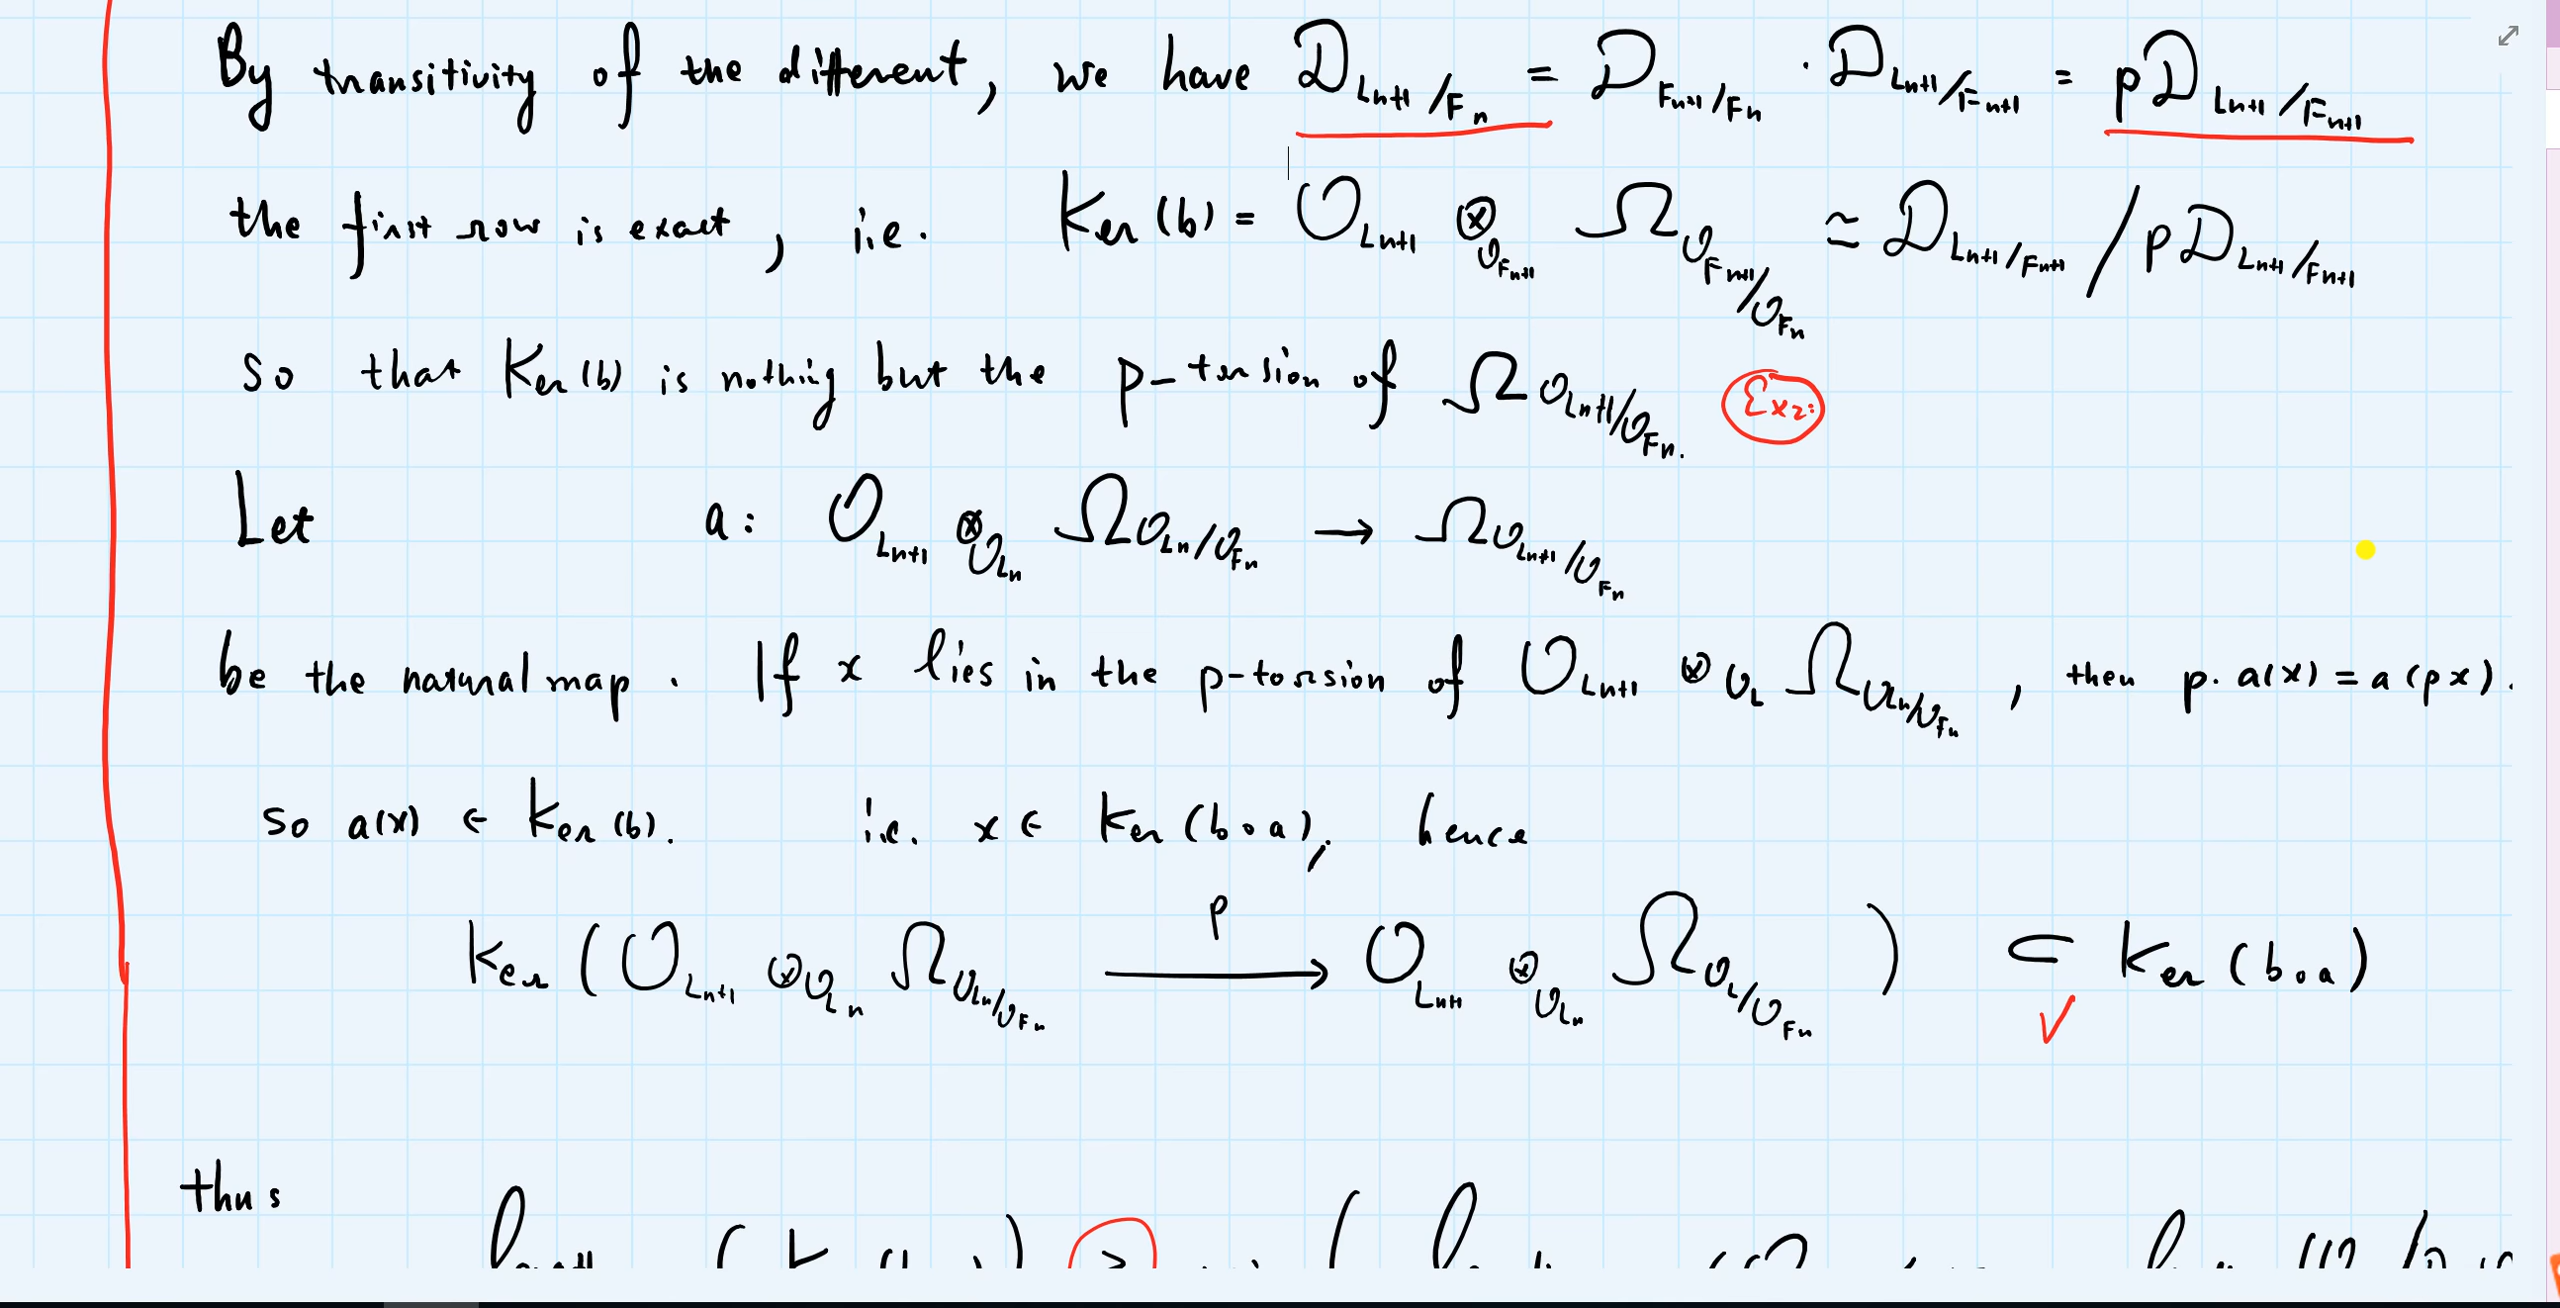 By transitivity of the different, we have 𝒟_{L_{n+1}/F_n} = 𝒟_{F_{n+1}/F_n} · 𝒟_{L_{n+1}/F_{n+1}} = p𝒟_{L_{n+1}/F_{n+1}}
the first row is exact, i.e. Ker(b) = O_{L_{n+1}} ⊗_{O_{F_{n+1}}} Ω_{O_{F_{n+1}}/O_{F_n}} ≃ 𝒟_{L_{n+1}/F_{n+1}} / p𝒟_{L_{n+1}/F_{n+1}}
so that Ker(b) is nothing but the p-torsion of Ω_{O_{L_{n+1}}/O_{F_n}}. Ex2:
Let a: O_{L_{n+1}} ⊗_{O_{L_n}} Ω_{O_{L_n}/O_{F_n}} → Ω_{O_{L_{n+1}}/O_{F_n}}
be the natural map. If x lies in the p-torsion of O_{L_{n+1}} ⊗_{O_L} Ω_{O_{L_n}/O_{F_n}}, then p. a(x) = a(px).
so a(x) ∈ Ker(b). i.e. x ∈ Ker(b∘a), hence
Ker(O_{L_{n+1}} ⊗_{O_{L_n}} Ω_{O_{L_n}/O_{F_n}} —p→ O_{L_{n+1}} ⊗_{O_{L_n}} Ω_{O_L/O_{F_n}}) ⊂ Ker(b∘a)
✓
thus